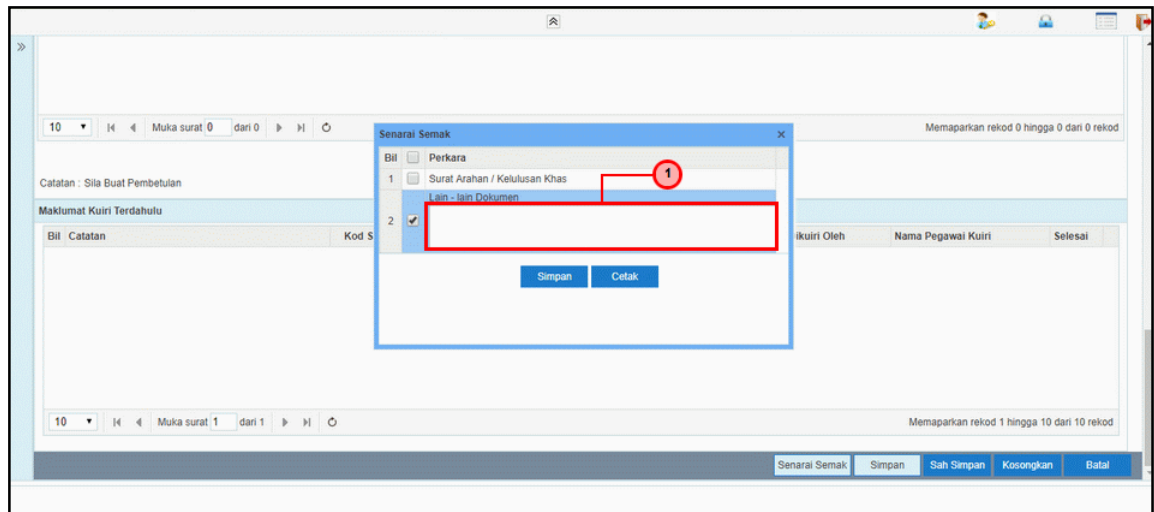 10 Muka surat 0 dari 0 Memaparkan rekod 0 hingga 0 dari 0 rekod
Catatan : Sila Buat Pembetulan
Maklumat Kuiri Terdahulu
Bil Catatan Kod S ikuiri Oleh Nama Pegawai Kuiri Selesai
Senarai Semak
Bil Perkara
1 Surat Arahan / Kelulusan Khas
1
Lain - lain Dokumen
2
Simpan Cetak
10 Muka surat 1 dari 1 Memaparkan rekod 1 hingga 10 dari 10 rekod
Senarai Semak Simpan Sah Simpan Kosongkan Batal